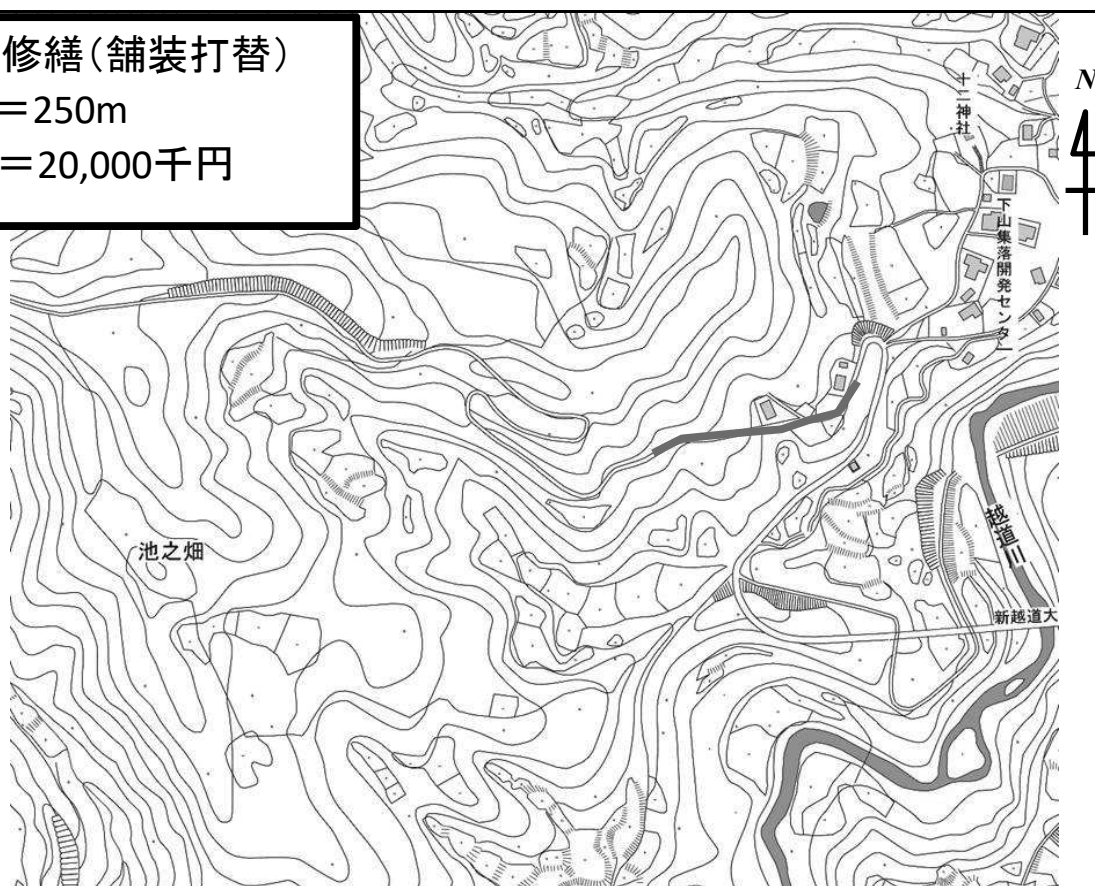 修繕（舗装打替）
＝250m
＝20,000千円
N
十二神社
下山集落開発センター
池之畑
越道川
新越道大